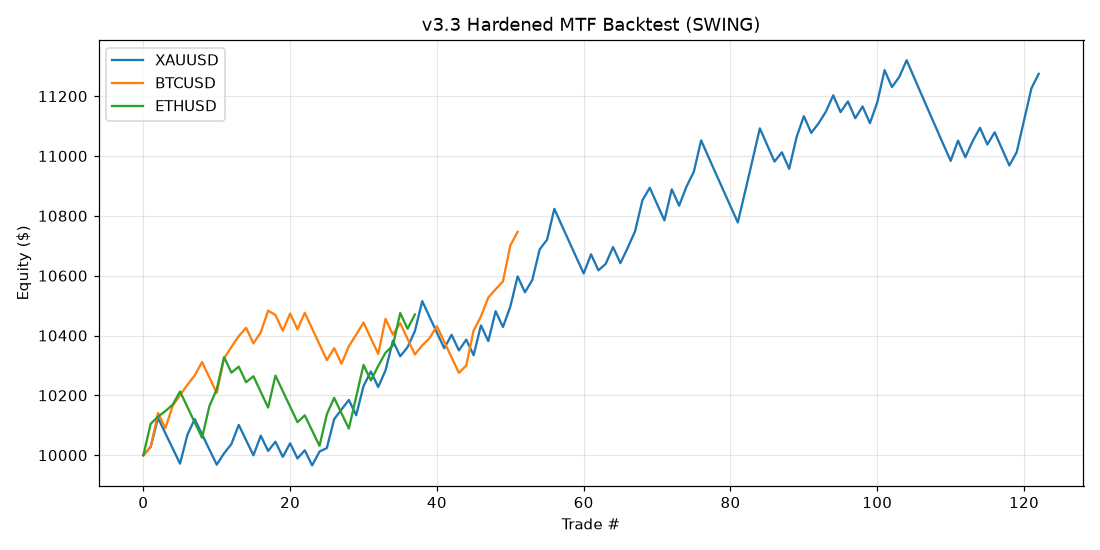 v3.3 Hardened MTF Backtest (SWING)
XAUUSD
BTCUSD
ETHUSD
Equity ($)
11200
11000
10800
10600
10400
10200
10000
0 20 40 60 80 100 120
Trade #